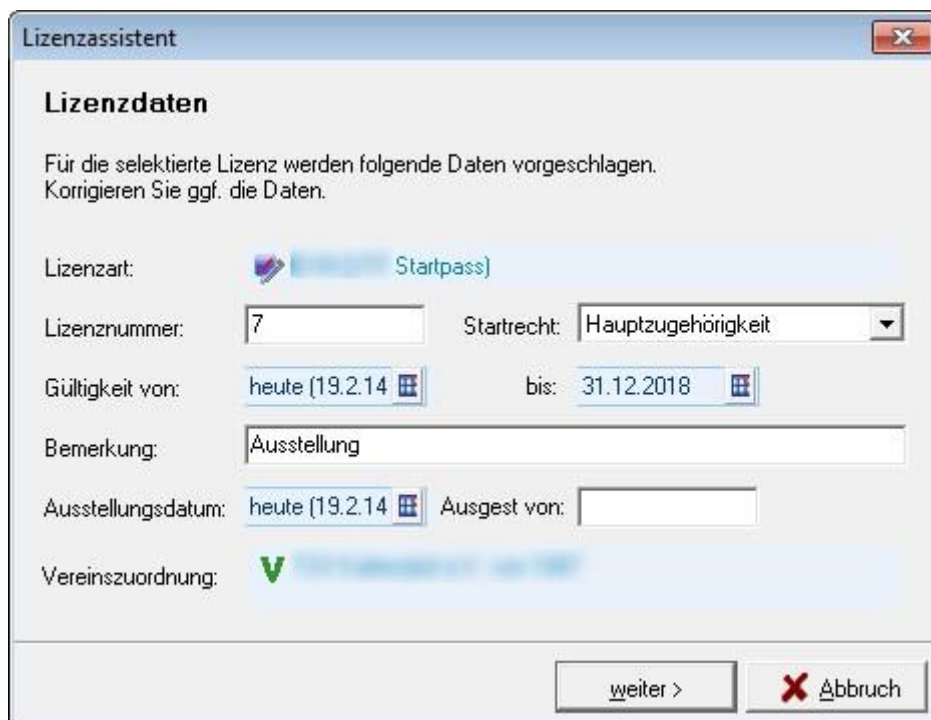 Lizenzassistent
Lizenzdaten
Für die selektierte Lizenz werden folgende Daten vorgeschlagen.
Korrigieren Sie ggf. die Daten.
Lizenzart: Startpass)
Lizenznummer: 7 Startrecht: Hauptzugehörigkeit
Gültigkeit von: heute (19.2.14 bis: 31.12.2018
Bemerkung: Ausstellung
Ausstellungsdatum: heute (19.2.14 Ausgest von:
Vereinszuordnung: V
weiter > Abbruch